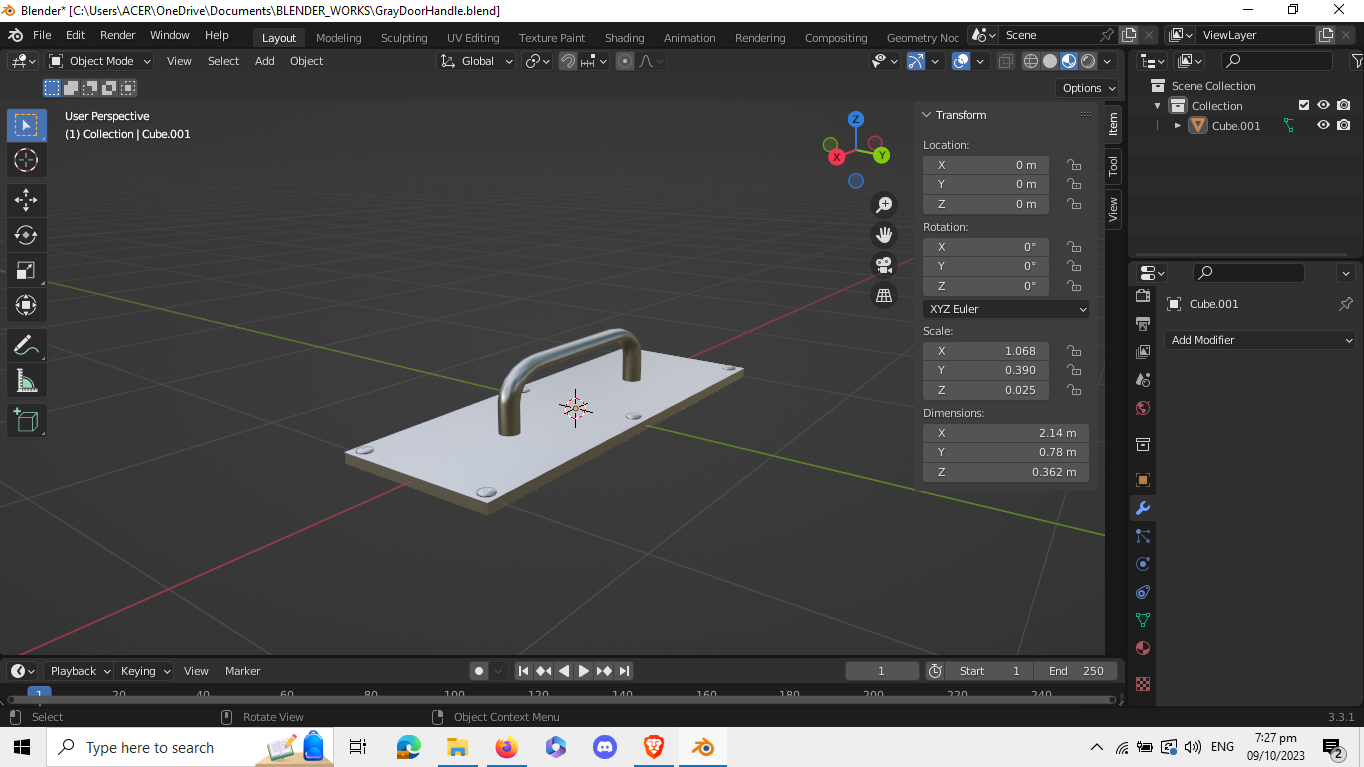 Blender* [C:\Users\ACER\OneDrive\Documents\BLENDER_WORKS\GrayDoorHandle.blend]
File Edit Render Window Help Layout Modeling Sculpting UV Editing Texture Paint Shading Animation Rendering Compositing Geometry Noc Scene ViewLayer
Object Mode View Select Add Object Global
Options
User Perspective
(1) Collection | Cube.001
Z
X
Y
Transform
Location:
X 0 m
Y 0 m
Z 0 m
Rotation:
X 0°
Y 0°
Z 0°
XYZ Euler
Scale:
X 1.068
Y 0.390
Z 0.025
Dimensions:
X 2.14 m
Y 0.78 m
Z 0.362 m
Item
Tool
View
Scene Collection
Collection
Cube.001
Cube.001
Add Modifier
Playback Keying View Marker 1 Start 1 End 250
1 20 40 60 80 100 120 140 160 180 200 220 240
Select Rotate View Object Context Menu 3.3.1
Type here to search
ENG
7:27 pm
09/10/2023
2